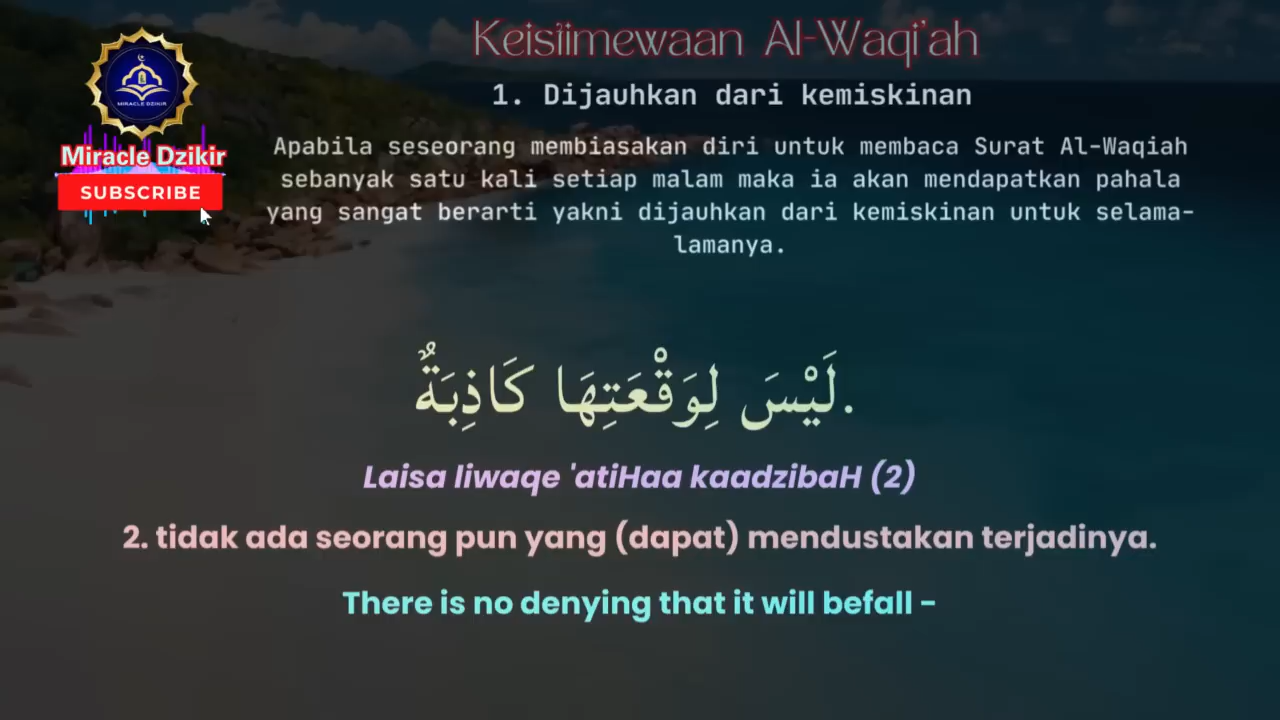 Keistimewaan Al-Waqi'ah
1. Dijauhkan dari kemiskinan
Apabila seseorang membiasakan diri untuk membaca Surat Al-Waqiah
sebanyak satu kali setiap malam maka ia akan mendapatkan pahala
yang sangat berarti yakni dijauhkan dari kemiskinan untuk selama-
lamanya.
MIRACLE DZIKIR
Miracle Dzikir
SUBSCRIBE
لَيْسَ لِوَقْعَتِهَا كَاذِبَةٌ.
Laisa liwaqe 'atiHaa kaadzibaH (2)
2. tidak ada seorang pun yang (dapat) mendustakan terjadinya.
There is no denying that it will befall -